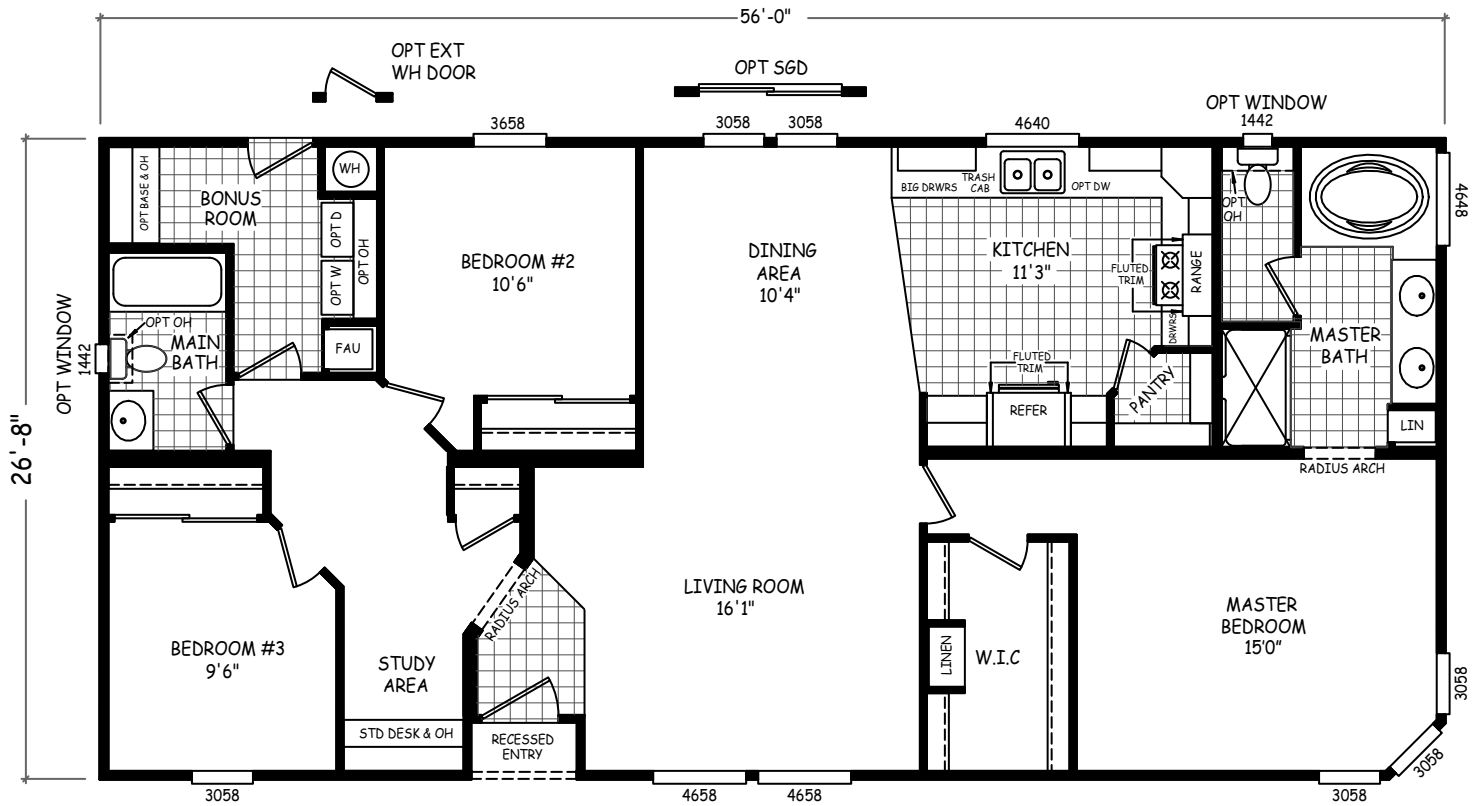 56'-0"
OPT EXT
WH DOOR
OPT SGD
OPT WINDOW
1442
3658
3058
3058
4640
26'-8"
OPT BASE & OH
BONUS
ROOM
WH
OPT D
OPT W
OPT OH
FAU
BEDROOM #2
10'6"
DINING
AREA
10'4"
BIG DRWRS
TRASH
CAB
OPT DW
KITCHEN
11'3"
FLUTED
TRIM
RANGE
DRWRS
OPT
OH
4648
OPT WINDOW
1442
OPT OH
MAIN
BATH
FLUTED
TRIM
REFER
PANTRY
MASTER
BATH
LIN
RADIUS ARCH
RADIUS ARCH
LIVING ROOM
16'1"
BEDROOM #3
9'6"
STUDY
AREA
STD DESK & OH
RECESSED
ENTRY
LINEN
W.I.C
MASTER
BEDROOM
15'0"
3058
3058
3058
4658
4658
3058